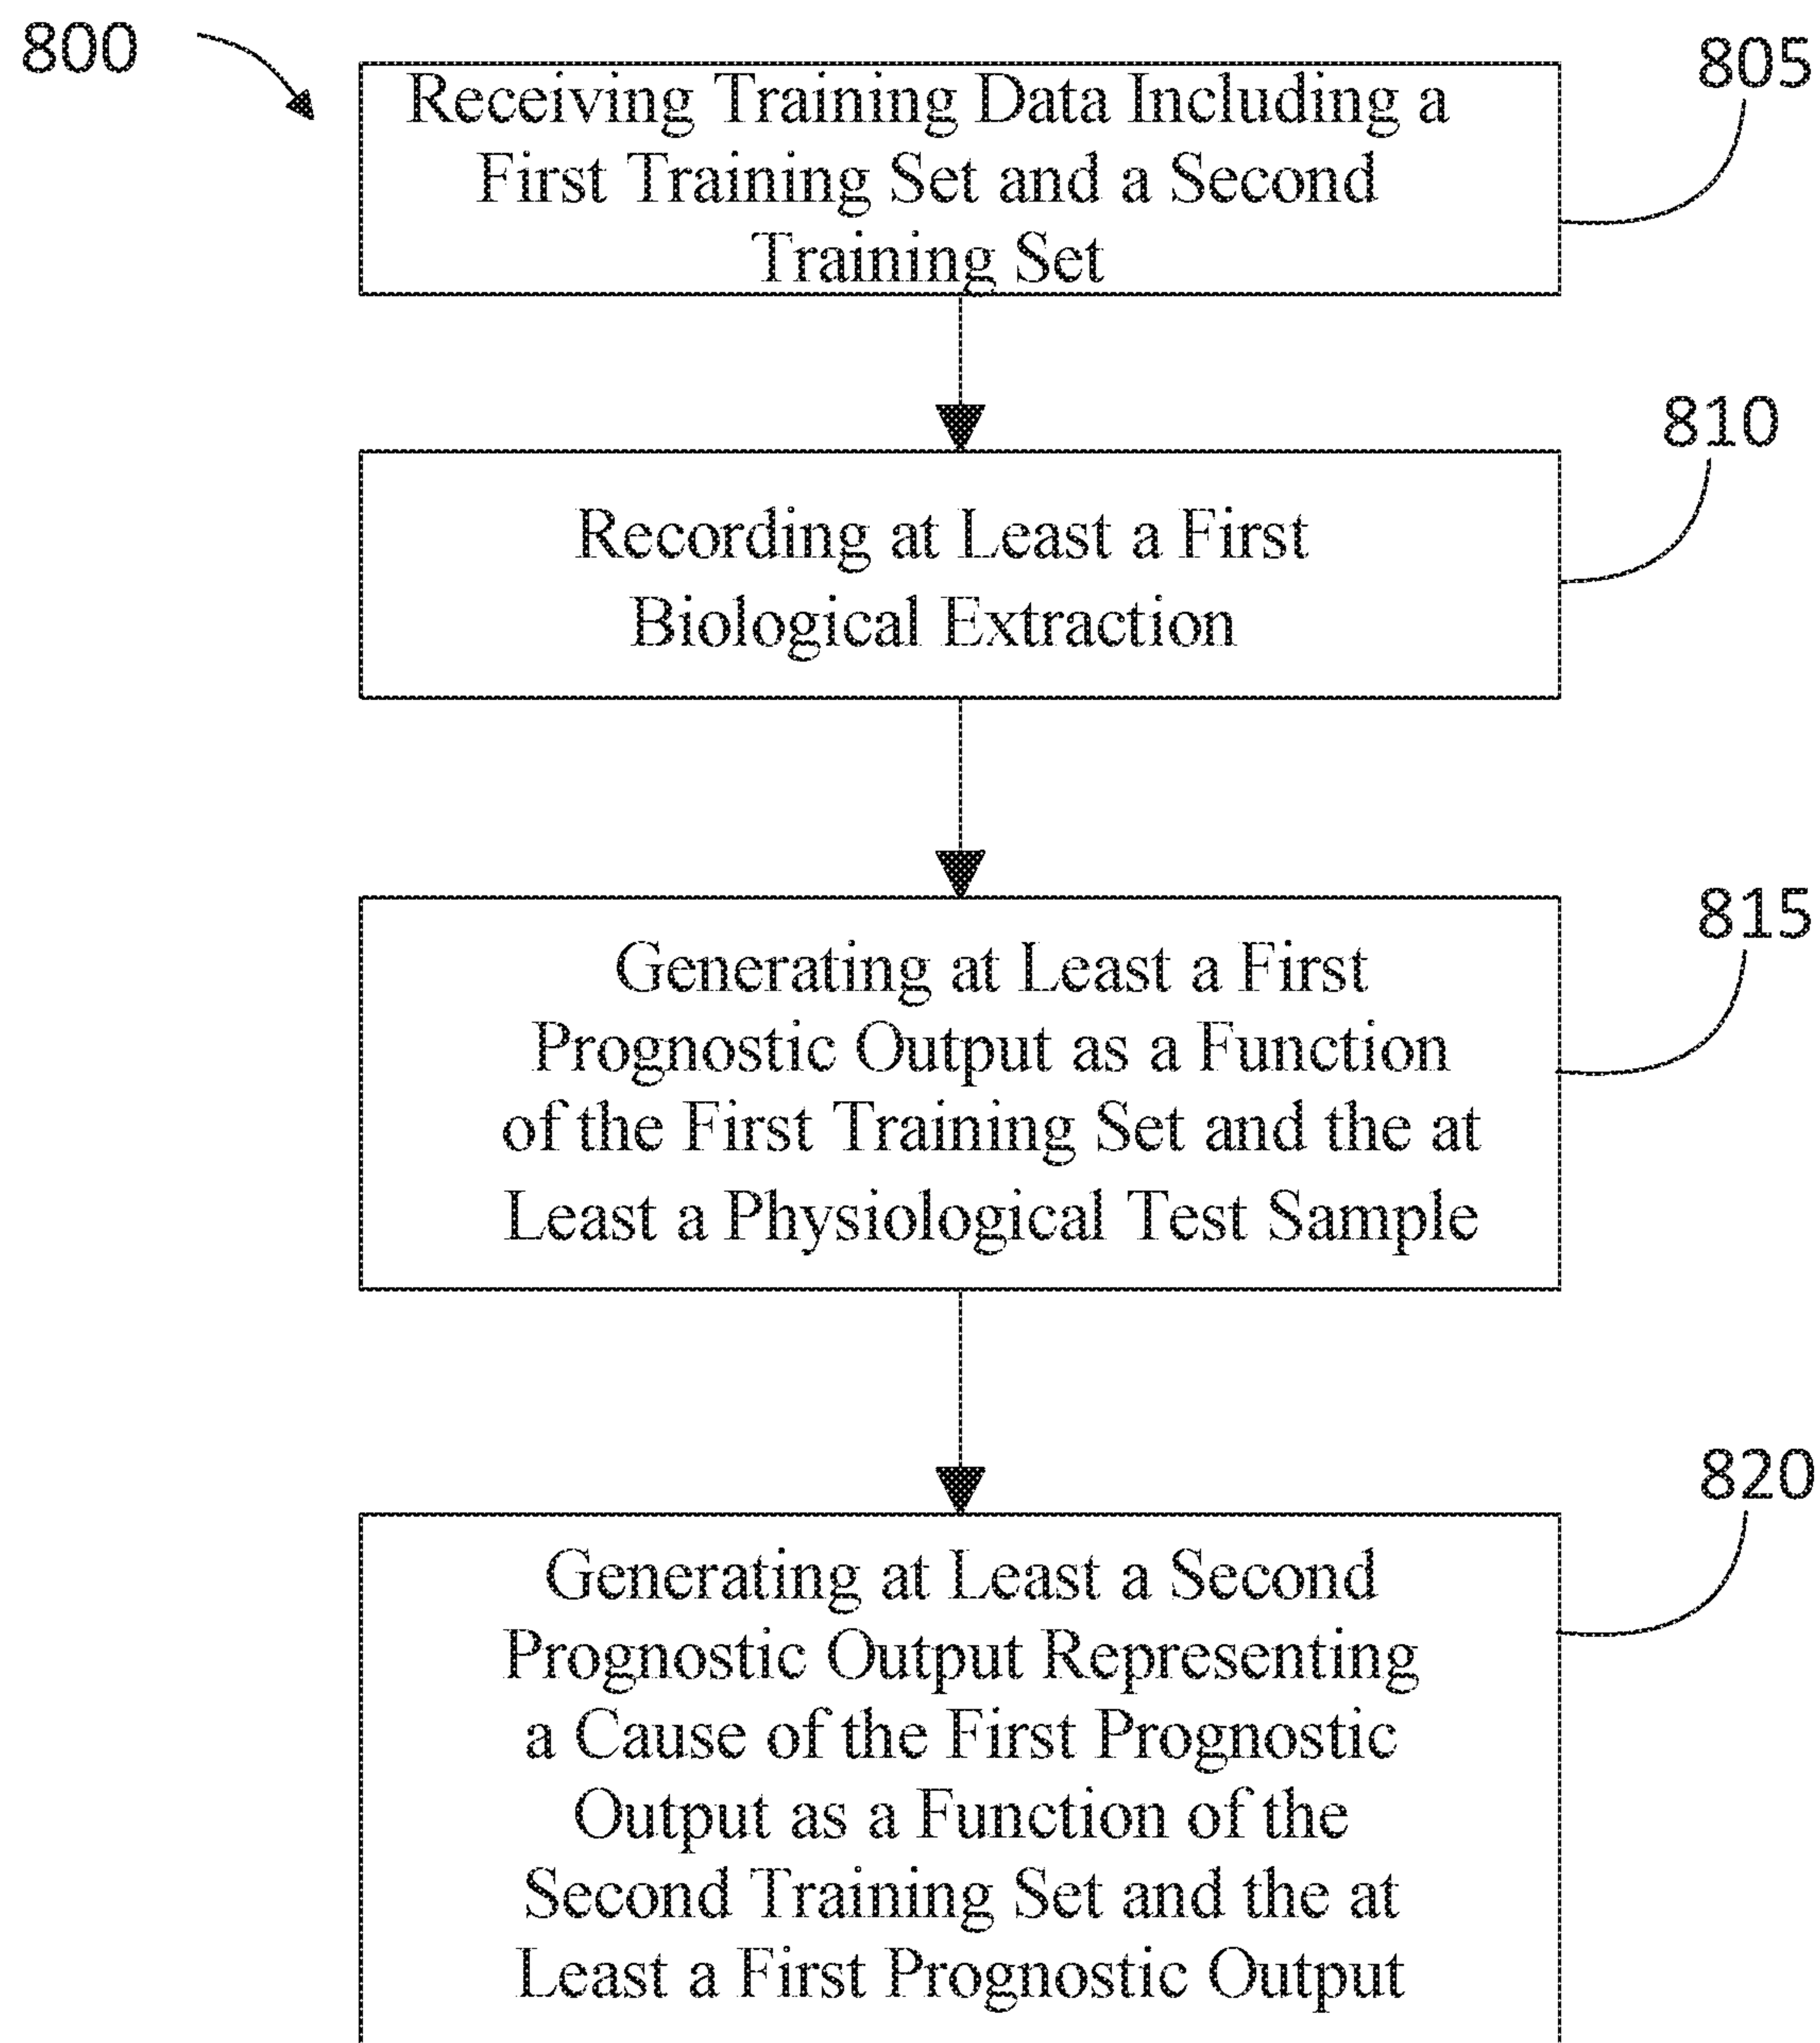 800
805
Receiving Training Data Including a
First Training Set and a Second
Training Set
810
Recording at Least a First
Biological Extraction
815
Generating at Least a First
Prognostic Output as a Function
of the First Training Set and the at
Least a Physiological Test Sample
820
Generating at Least a Second
Prognostic Output Representing
a Cause of the First Prognostic
Output as a Function of the
Second Training Set and the at
Least a First Prognostic Output